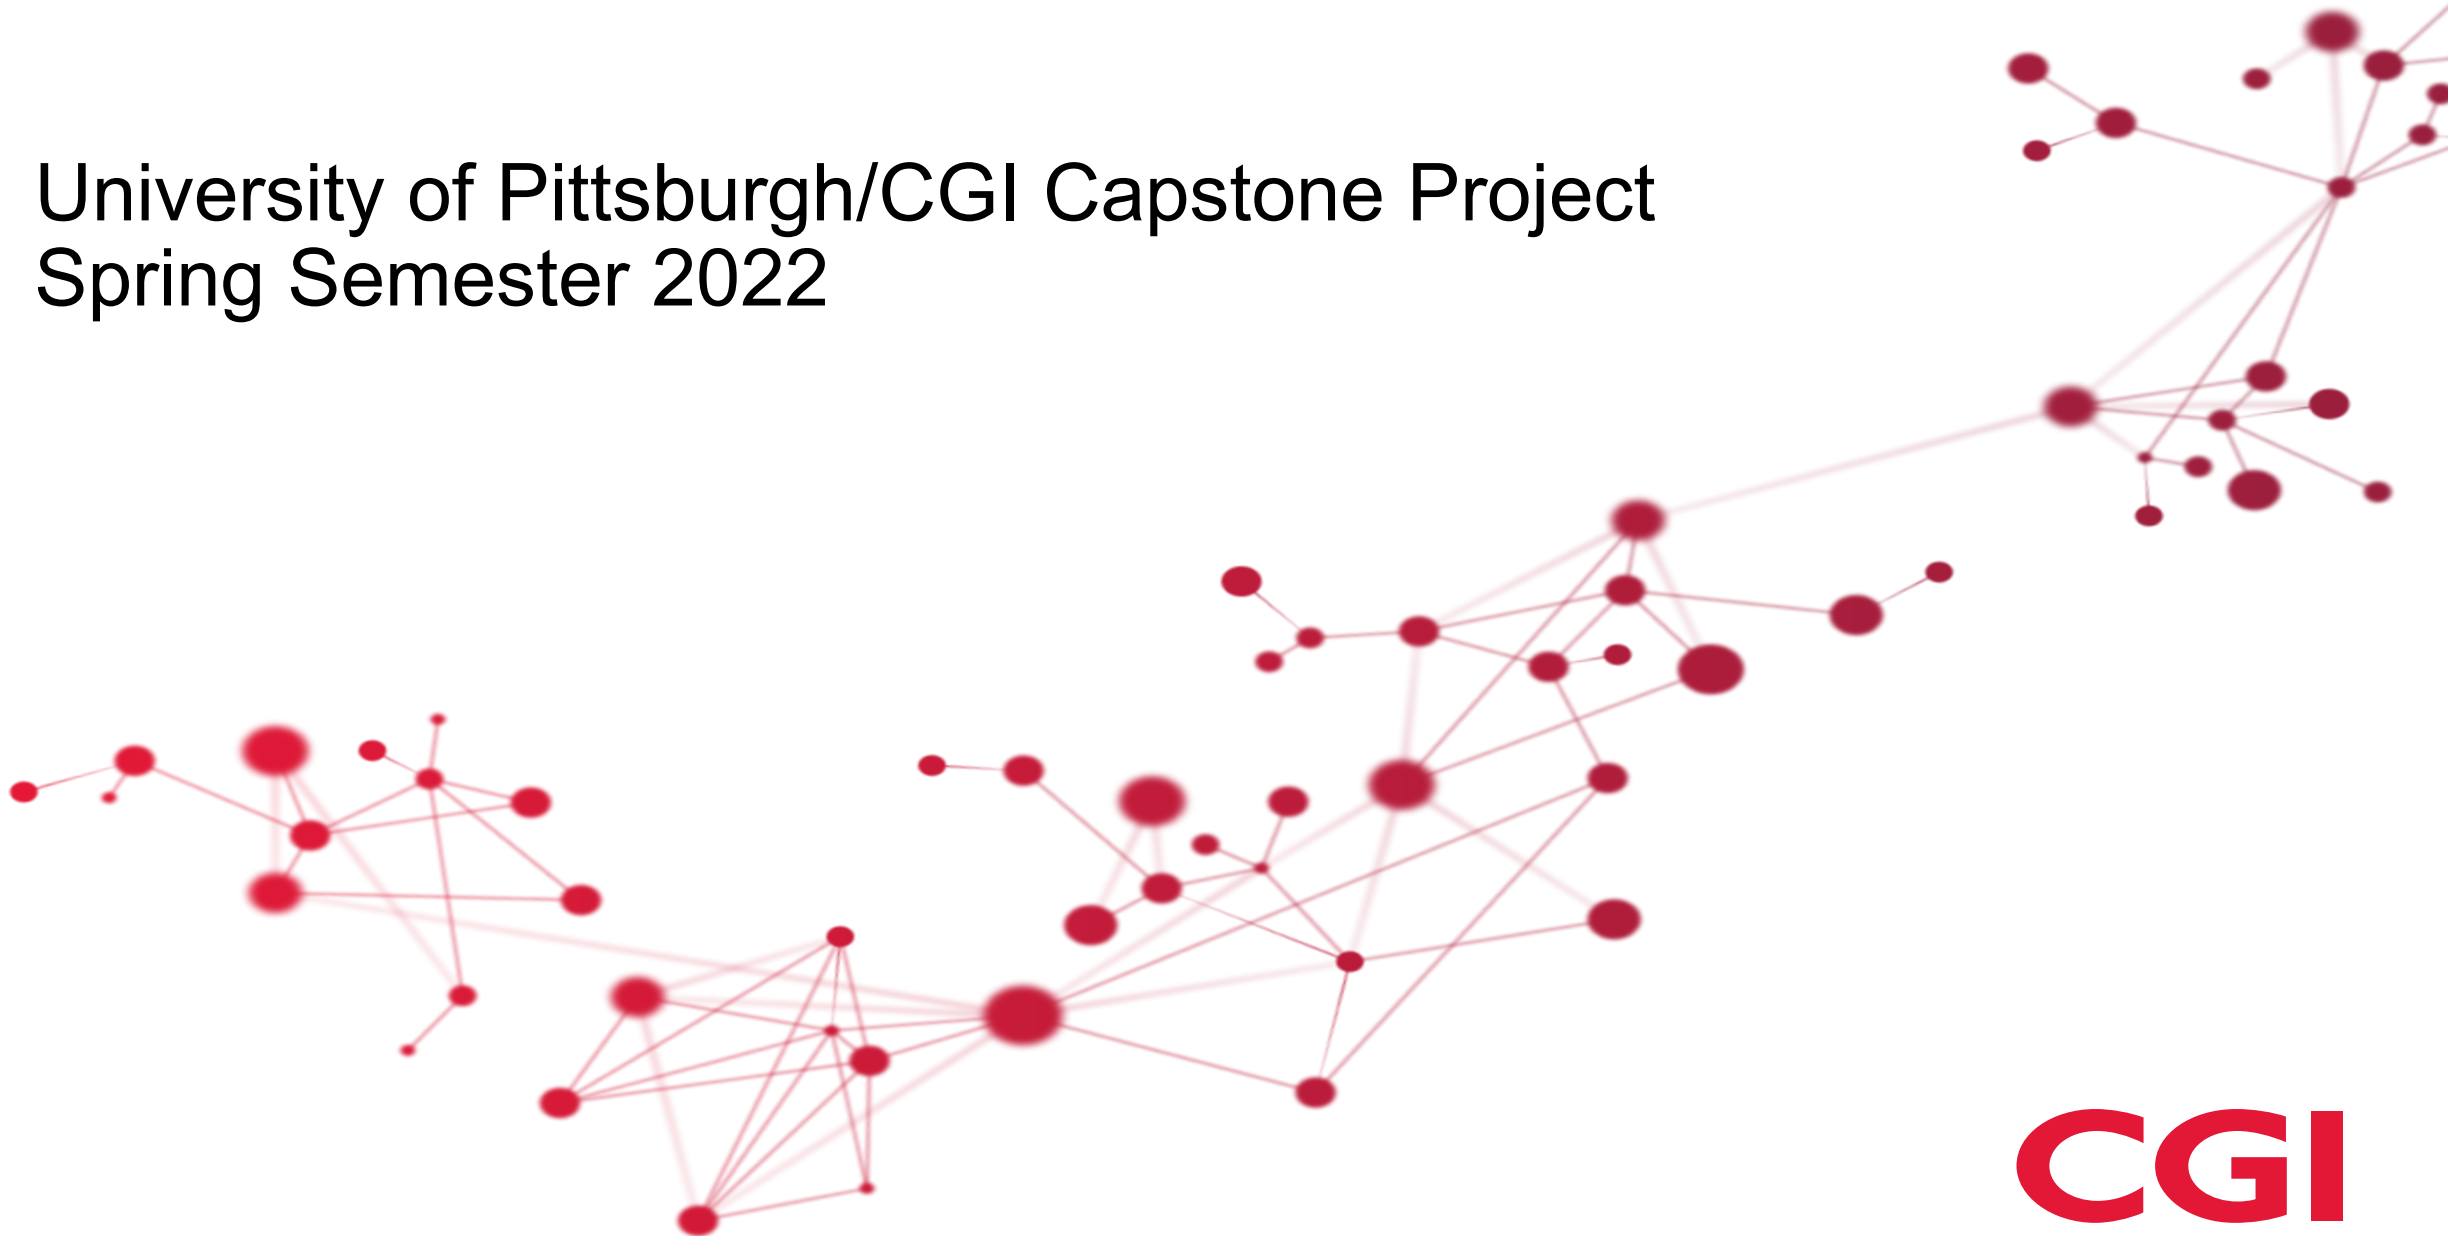 University of Pittsburgh/CGI Capstone Project
Spring Semester 2022
CGI